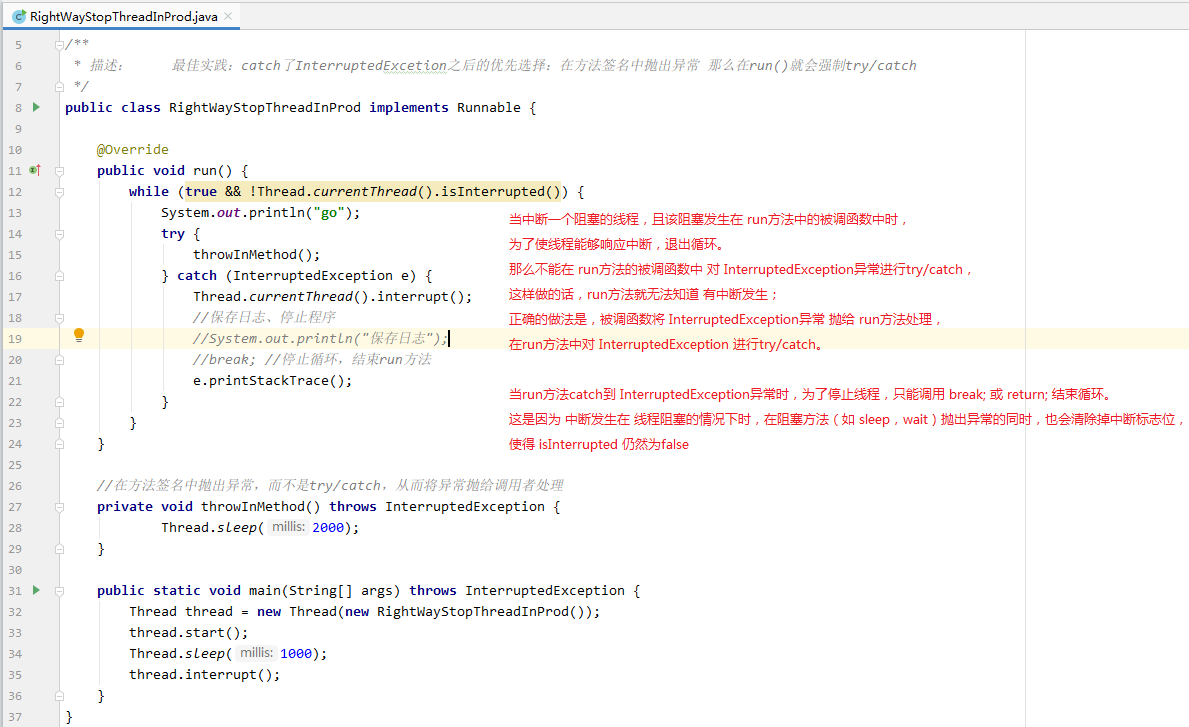 RightWayStopThreadInProd.java ×
5 /**
6 * 描述： 最佳实践：catch了InterruptedExcetion之后的优先选择：在方法签名中抛出异常 那么在run()就会强制try/catch
7 */
8 public class RightWayStopThreadInProd implements Runnable {
9
10 @Override
11 public void run() {
12 while (true && !Thread.currentThread().isInterrupted()) {
13 System.out.println("go");
当中断一个阻塞的线程，且该阻塞发生在 run方法中的被调函数中时，
14 try {
为了使线程能够响应中断，退出循环。
15 throwInMethod();
那么不能在 run方法的被调函数中 对 InterruptedException异常进行try/catch，
16 } catch (InterruptedException e) {
17 Thread.currentThread().interrupt();
这样做的话，run方法就无法知道 有中断发生；
18 //保存日志、停止程序
正确的做法是，被调函数将 InterruptedException异常 抛给 run方法处理，
19 //System.out.println("保存日志");
在run方法中对 InterruptedException 进行try/catch。
20 //break; //停止循环，结束run方法
21 e.printStackTrace();
22 }
当run方法catch到 InterruptedException异常时，为了停止线程，只能调用 break; 或 return; 结束循环。
23 }
这是因为 中断发生在 线程阻塞的情况下时，在阻塞方法（如 sleep，wait）抛出异常的同时，也会清除掉中断标志位，
24 }
使得 isInterrupted 仍然为false
25
26 //在方法签名中抛出异常，而不是try/catch，从而将异常抛给调用者处理
27 private void throwInMethod() throws InterruptedException {
28 Thread.sleep( millis: 2000);
29 }
30
31 public static void main(String[] args) throws InterruptedException {
32 Thread thread = new Thread(new RightWayStopThreadInProd());
33 thread.start();
34 Thread.sleep( millis: 1000);
35 thread.interrupt();
36 }
37 }